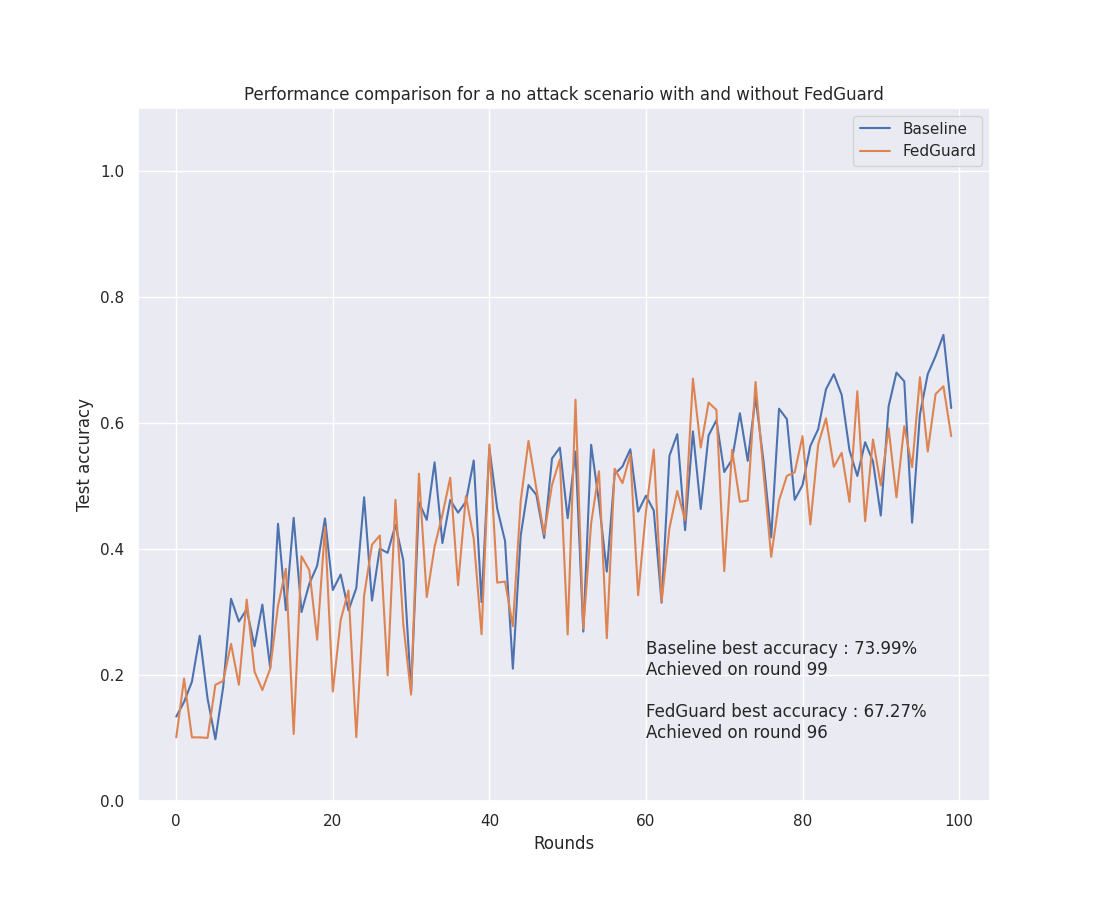 Performance comparison for a no attack scenario with and without FedGuard
Baseline
FedGuard
1.0
0.8
0.6
0.4
0.2
0.0
Test accuracy
Baseline best accuracy : 73.99%
Achieved on round 99
FedGuard best accuracy : 67.27%
Achieved on round 96
0 20 40 60 80 100
Rounds